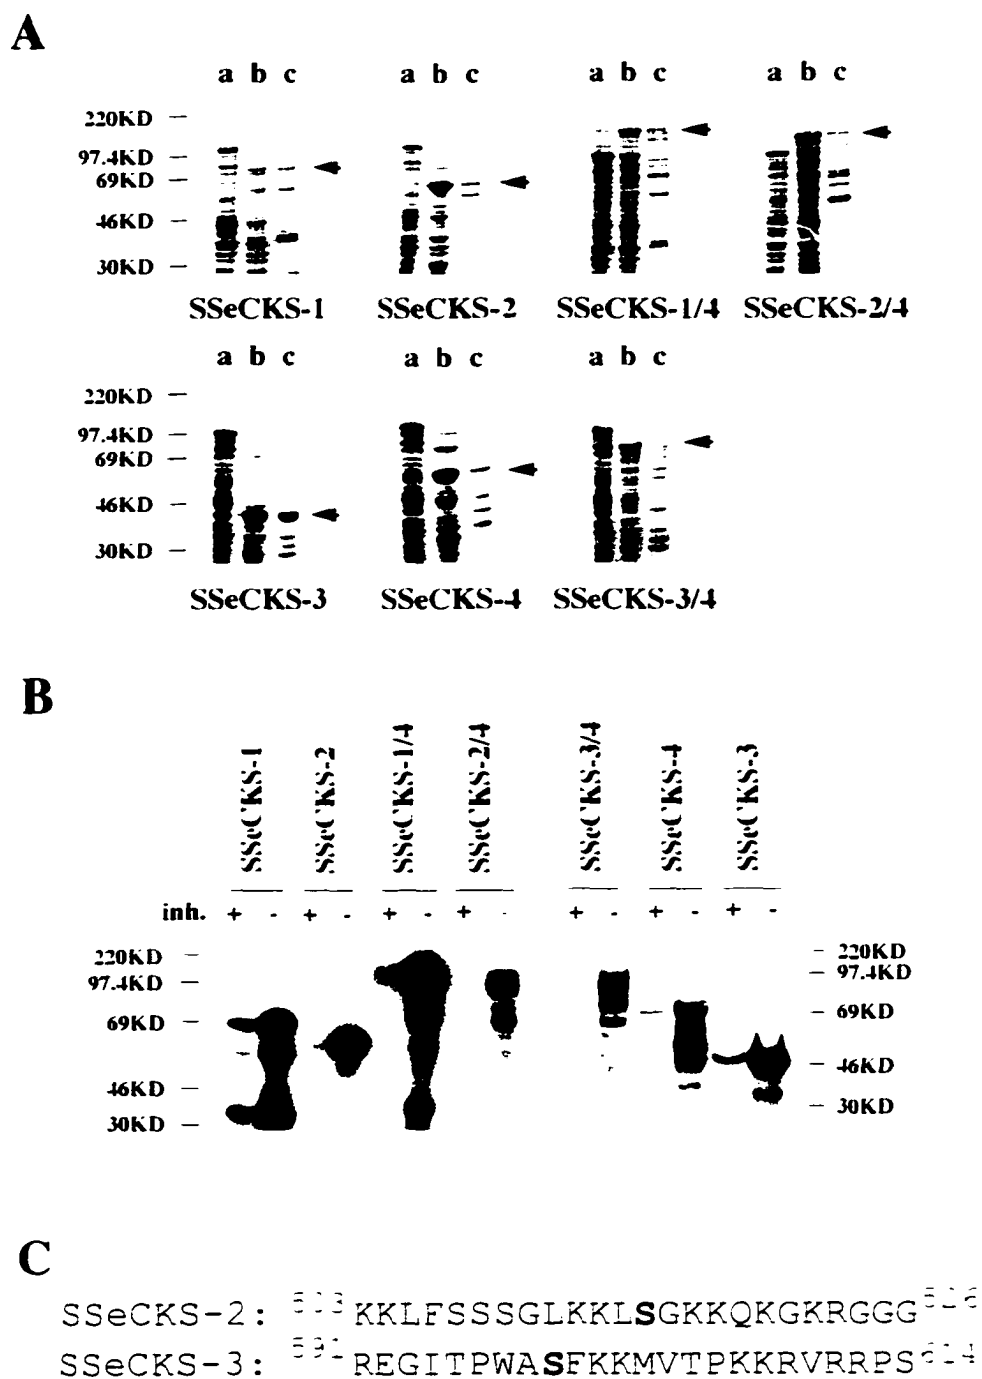 A
a b c a b c a b c a b c
220KD
97.4KD
69KD
46KD
30KD
SSeCKS-1 SSeCKS-2 SSeCKS-1/4 SSeCKS-2/4
a b c a b c a b c
220KD
97.4KD
69KD
46KD
30KD
SSeCKS-3 SSeCKS-4 SSeCKS-3/4
B
SSeCKS-1 SSeCKS-2 SSeCKS-1/4 SSeCKS-2/4 SSeCKS-3/4 SSeCKS-4 SSeCKS-3
inh. + - + - + - + - + - + - + -
220KD 220KD
97.4KD 97.4KD
69KD 69KD
46KD 46KD
30KD 30KD
C
SSeCKS-2: KKLFSSSGLKKLSGKKQKGKRGGG
SSeCKS-3: 591 REGITPWASFKKMVTPKKRVRRPS 614